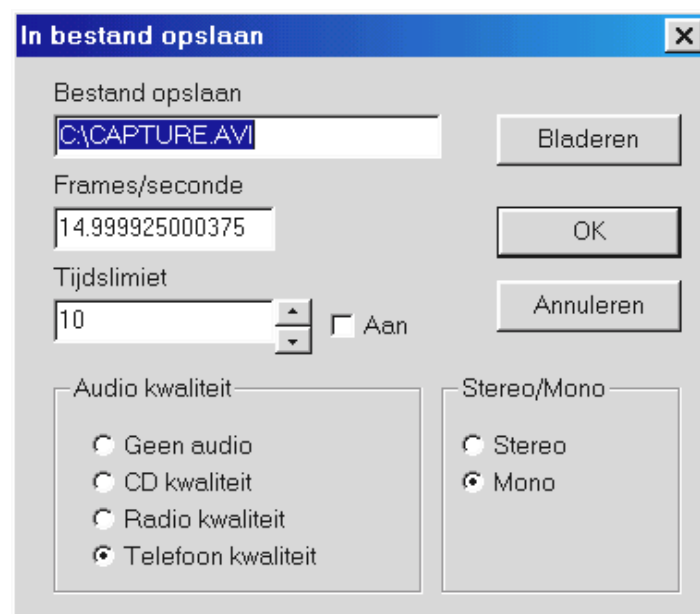 In bestand opslaan
Bestand opslaan
C:\CAPTURE.AVI
Bladeren
Frames/seconde
14.999925000375
OK
Tijdslimiet
10
Aan
Annuleren
Audio kwaliteit
Geen audio
CD kwaliteit
Radio kwaliteit
Telefoon kwaliteit
Stereo/Mono
Stereo
Mono